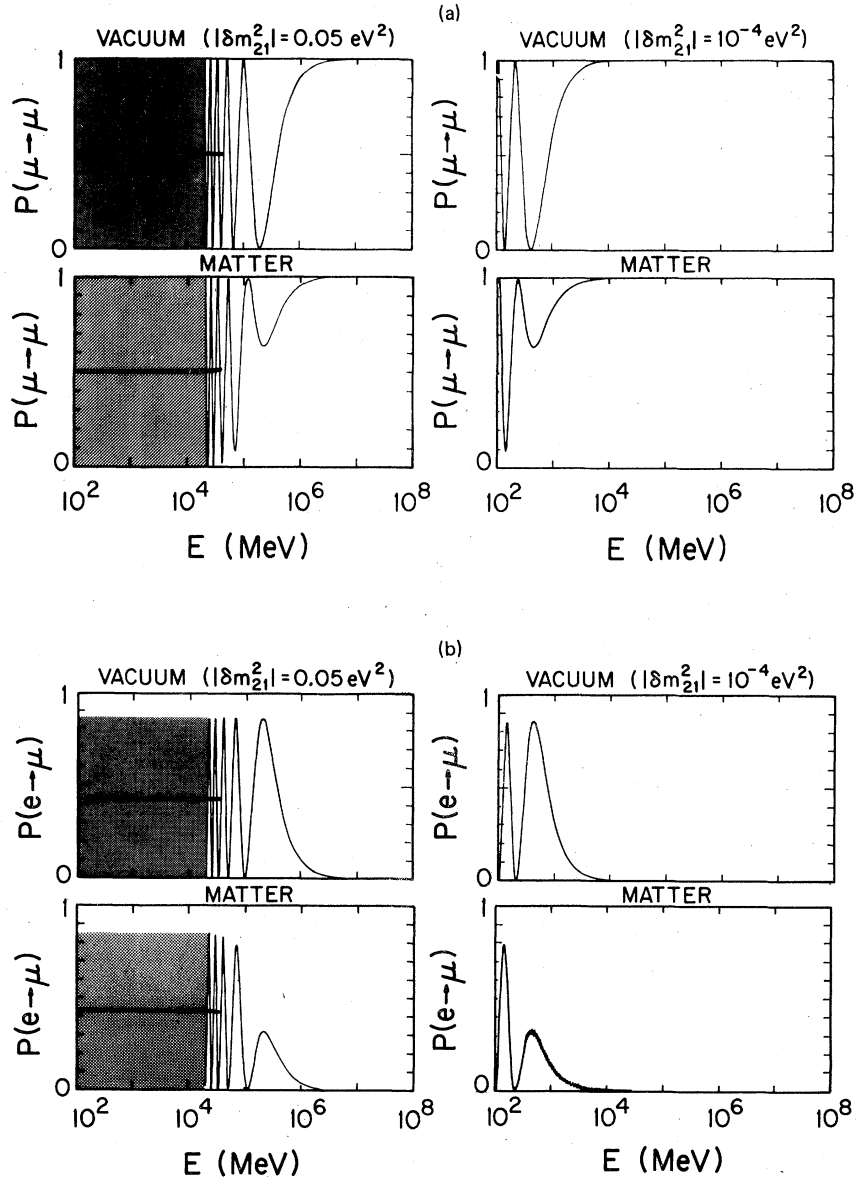 (a)
VACUUM (|δm²₂₁| = 0.05 eV²)
VACUUM (|δm²₂₁| = 10⁻⁴ eV²)
1
P(μ→μ)
0
1
P(μ→μ)
0
MATTER
MATTER
1
P(μ→μ)
0
P(μ→μ)
10² 10⁴ 10⁶ 10⁸
10² 10⁴ 10⁶ 10⁸
E (MeV)
E (MeV)
(b)
VACUUM (|δm²₂₁| = 0.05 eV²)
VACUUM (|δm²₂₁| = 10⁻⁴ eV²)
1
P(e→μ)
0
1
P(e→μ)
0
MATTER
MATTER
1
P(e→μ)
0
1
P(e→μ)
0
10² 10⁴ 10⁶ 10⁸
10² 10⁴ 10⁶ 10⁸
E (MeV)
E (MeV)